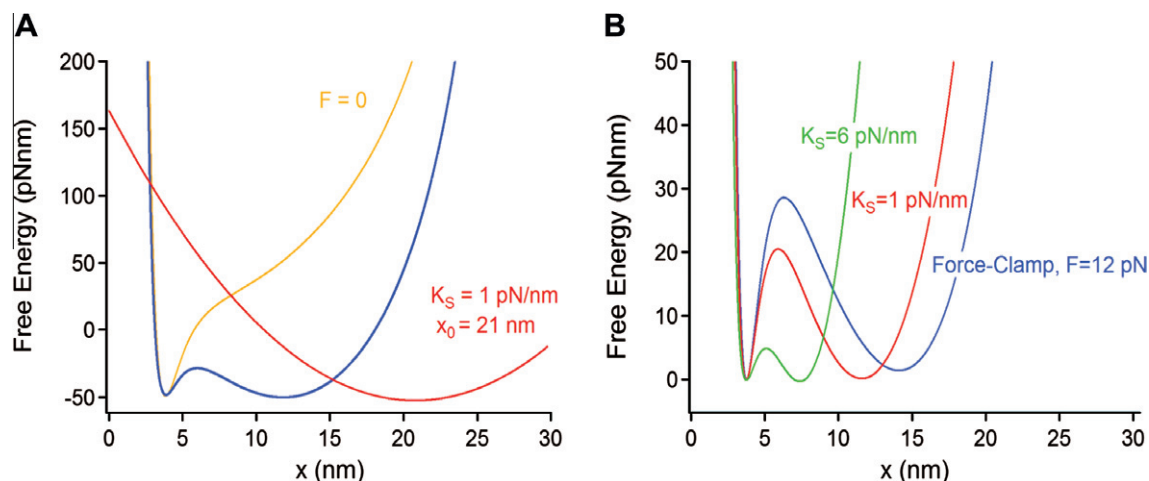 A
200
150
100
50
0
-50
Free Energy (pNnm)
F = 0
K_S = 1 pN/nm
x_0 = 21 nm
0 5 10 15 20 25 30
x (nm)
B
50
40
30
20
10
0
Free Energy (pNnm)
K_S=6 pN/nm
K_S=1 pN/nm
Force-Clamp, F=12 pN
0 5 10 15 20 25 30
x (nm)